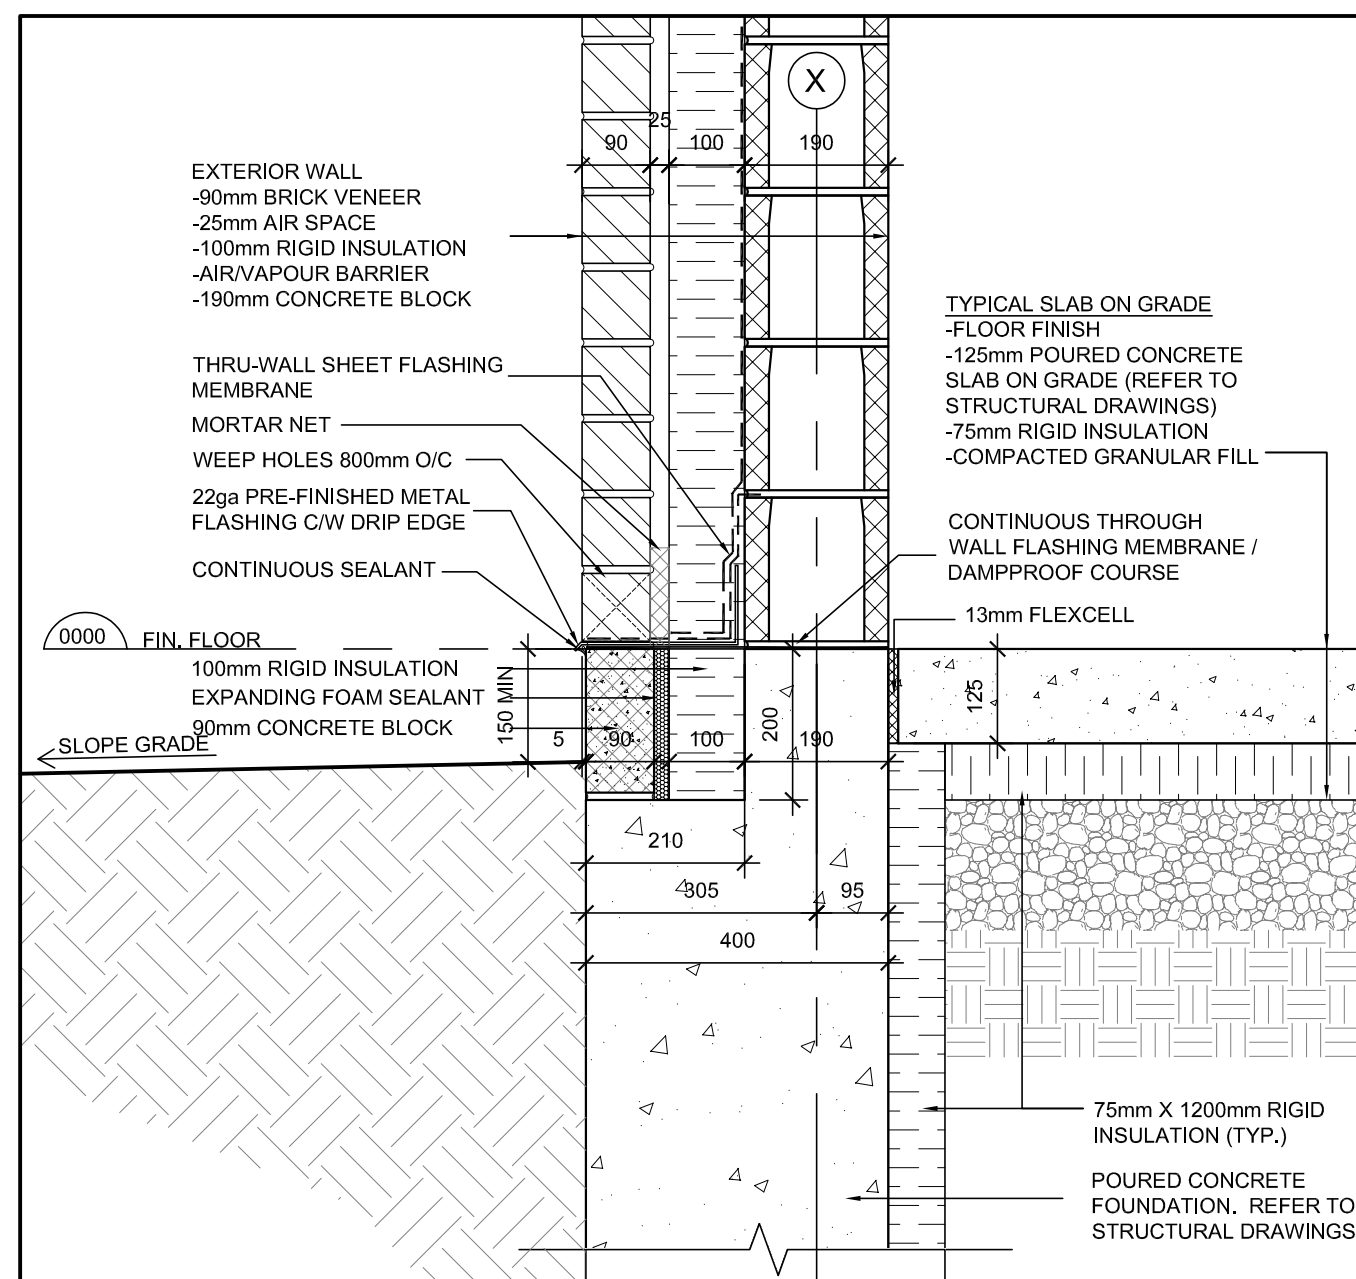 X
25
90
100
190
EXTERIOR WALL
-90mm BRICK VENEER
-25mm AIR SPACE
-100mm RIGID INSULATION
-AIR/VAPOUR BARRIER
-190mm CONCRETE BLOCK
THRU-WALL SHEET FLASHING
MEMBRANE
MORTAR NET
WEEP HOLES 800mm O/C
22ga PRE-FINISHED METAL
FLASHING C/W DRIP EDGE
CONTINUOUS SEALANT
0000
FIN. FLOOR
100mm RIGID INSULATION
EXPANDING FOAM SEALANT
90mm CONCRETE BLOCK
SLOPE GRADE
TYPICAL SLAB ON GRADE
-FLOOR FINISH
-125mm POURED CONCRETE
SLAB ON GRADE (REFER TO
STRUCTURAL DRAWINGS)
-75mm RIGID INSULATION
-COMPACTED GRANULAR FILL
CONTINUOUS THROUGH
WALL FLASHING MEMBRANE /
DAMPPROOF COURSE
13mm FLEXCELL
150 MIN
5
90
100
200
190
125
210
305
95
400
75mm X 1200mm RIGID
INSULATION (TYP.)
POURED CONCRETE
FOUNDATION. REFER TO
STRUCTURAL DRAWINGS